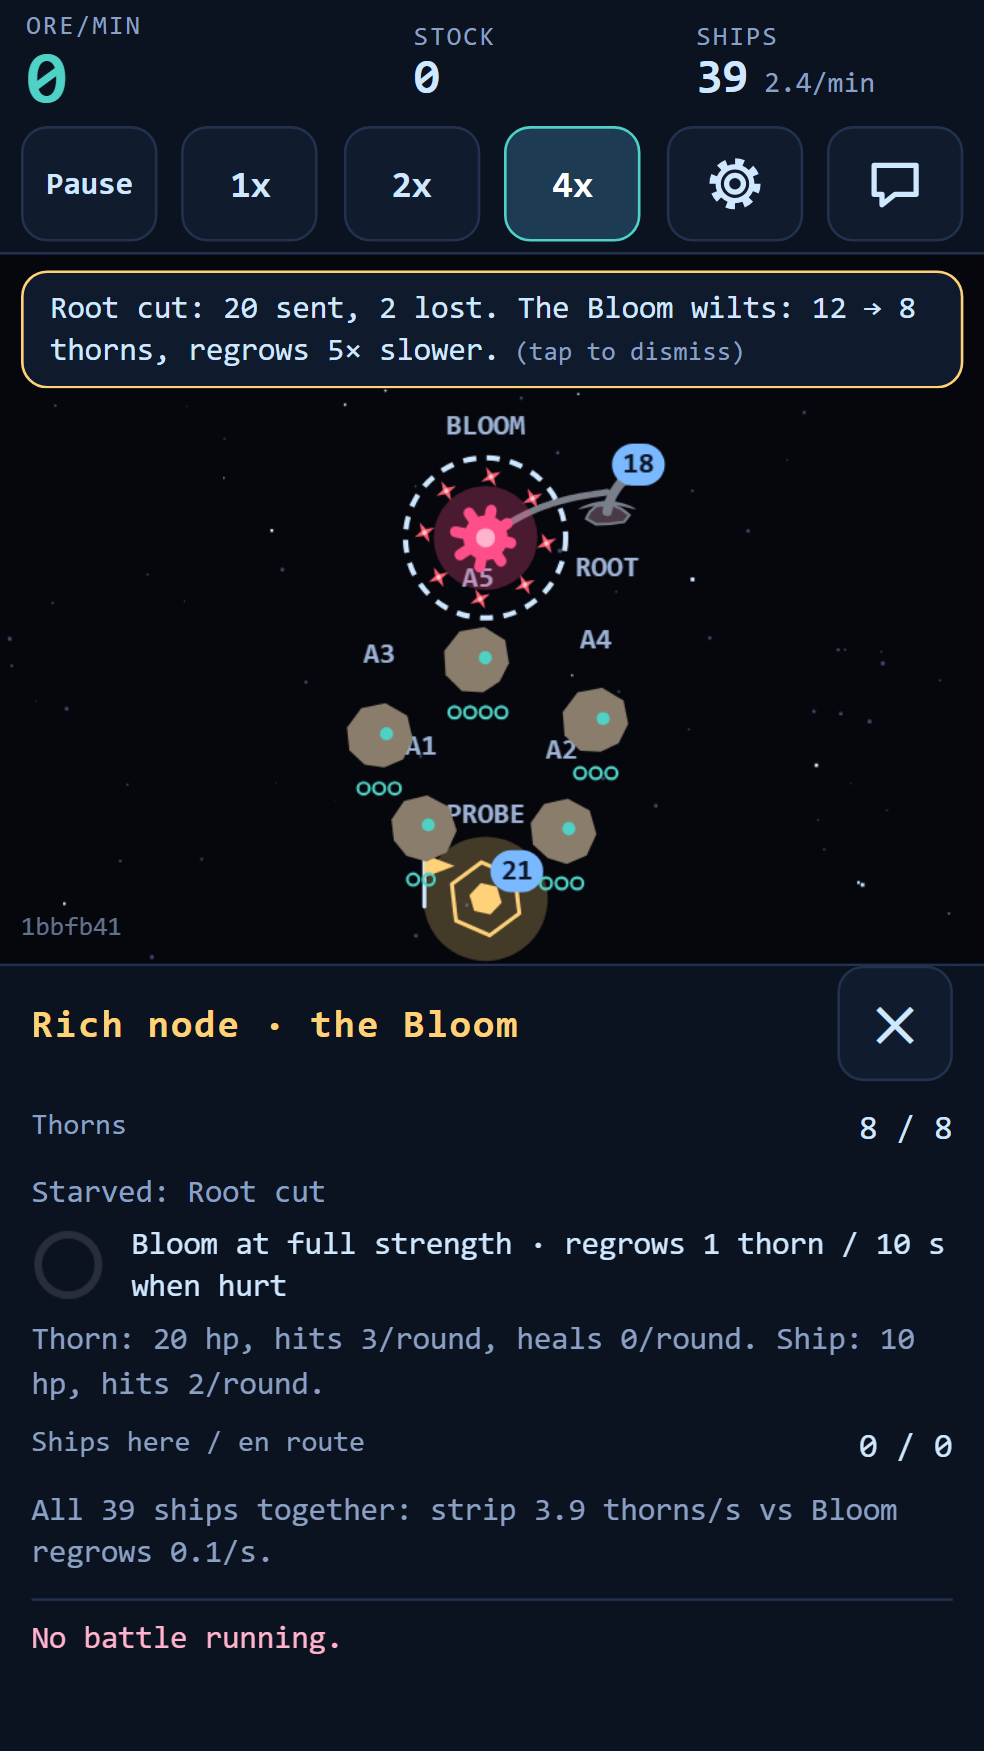 ORE/MIN
0
STOCK
0
SHIPS
39 2.4/min
Pause
1x
2x
4x
Root cut: 20 sent, 2 lost. The Bloom wilts: 12 → 8
thorns, regrows 5× slower. (tap to dismiss)
BLOOM
18
A5
ROOT
A3
A4
A1
A2
PROBE
21
1bbfb41
Rich node · the Bloom
Thorns
8 / 8
Starved: Root cut
Bloom at full strength · regrows 1 thorn / 10 s
when hurt
Thorn: 20 hp, hits 3/round, heals 0/round. Ship: 10
hp, hits 2/round.
Ships here / en route
0 / 0
All 39 ships together: strip 3.9 thorns/s vs Bloom
regrows 0.1/s.
No battle running.